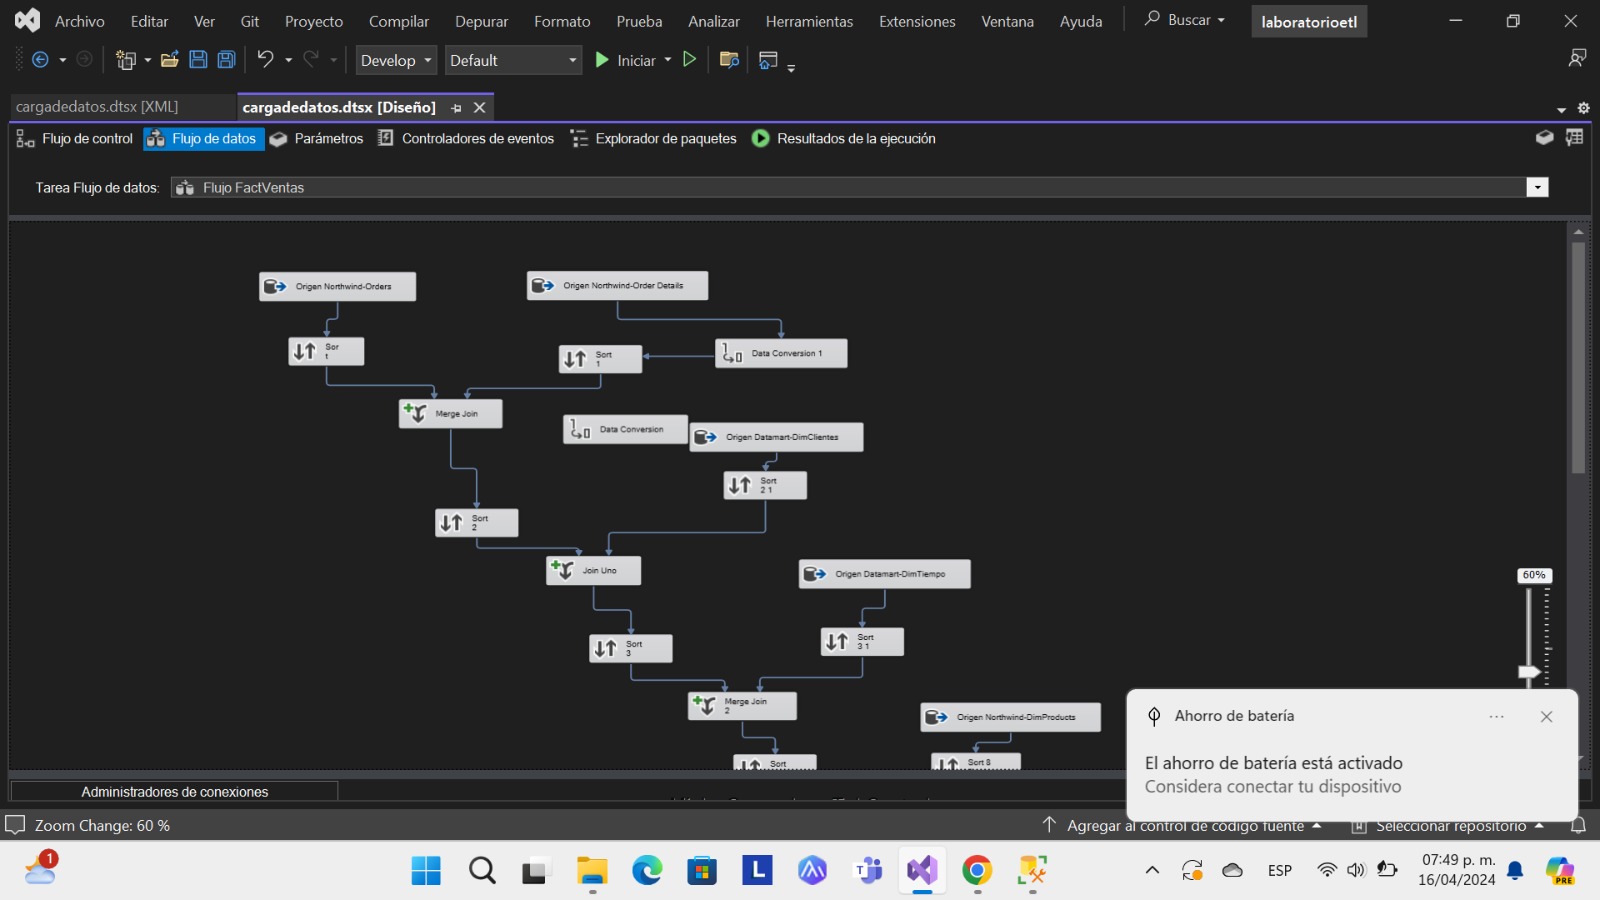 Archivo Editar Ver Git Proyecto Compilar Depurar Formato Prueba Analizar Herramientas Extensiones Ventana Ayuda Buscar laboratorioetl
Develop Default Iniciar
cargadedatos.dtsx [XML] cargadedatos.dtsx [Diseño]
Flujo de control Flujo de datos Parámetros Controladores de eventos Explorador de paquetes Resultados de la ejecución
Tarea Flujo de datos: Flujo FactVentas
Origen Northwind-Orders
Origen Northwind-Order Details
Sor
t
Sort
1
Data Conversion 1
Merge Join
Data Conversion
Origen Datamart-DimClientes
Sort
2 1
Sort
2
Join Uno
Origen Datamart-DimTiempo
60%
Sort
3
Sort
3 1
Merge Join
2
Origen Northwind-DimProducts
Sort
Sort 8
Ahorro de batería
El ahorro de batería está activado
Considera conectar tu dispositivo
Administradores de conexiones
Zoom Change: 60 %
Agregar al control de código fuente
Seleccionar repositorio
1
L
T
ESP
07:49 p. m.
16/04/2024
PRE